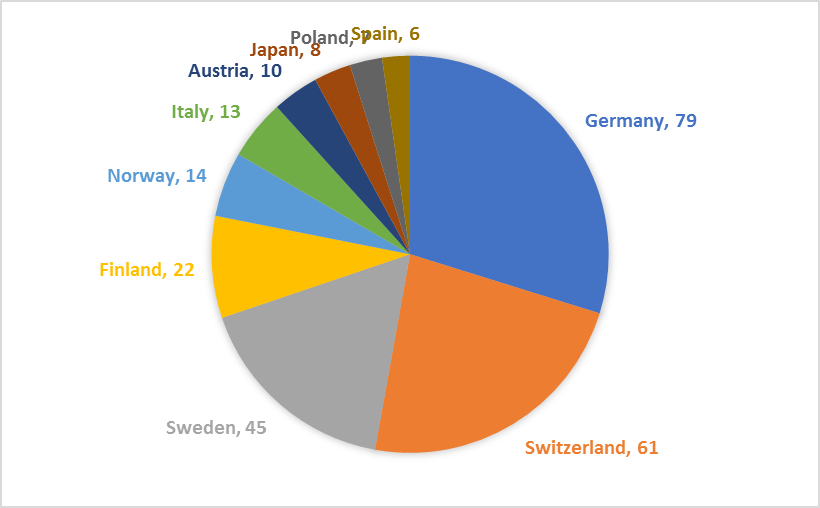 Spain, 6
Poland, 7
Japan, 8
Austria, 10
Italy, 13
Germany, 79
Norway, 14
Finland, 22
Sweden, 45
Switzerland, 61